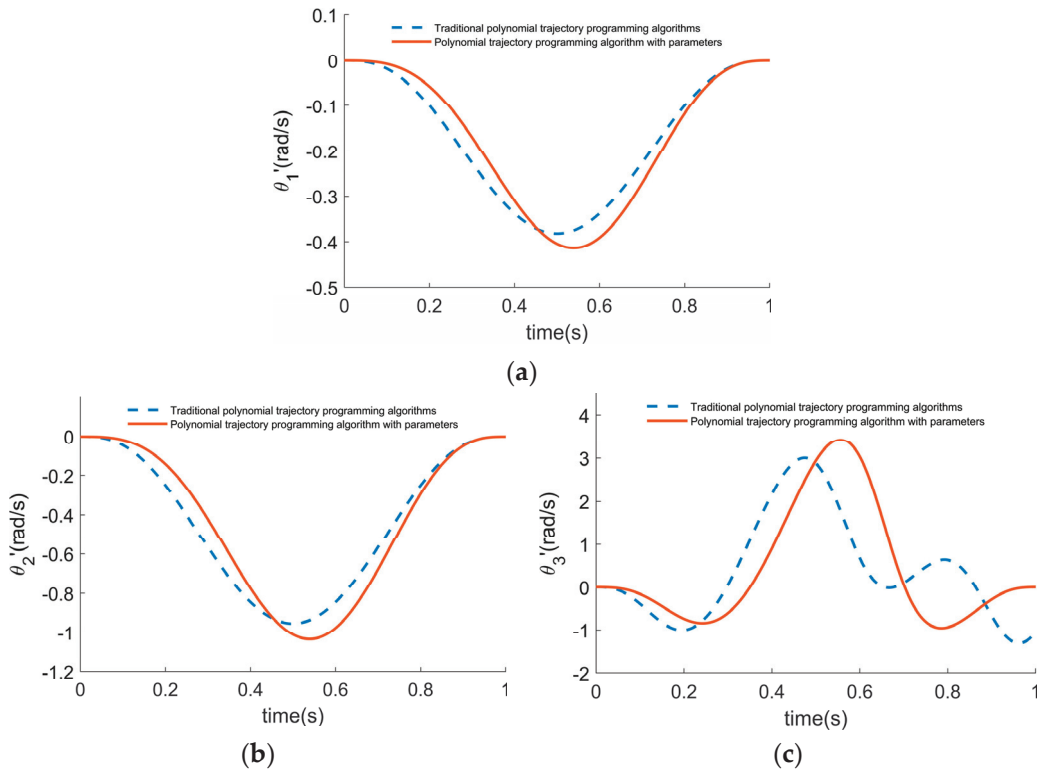 Traditional polynomial trajectory programming algorithms
Polynomial trajectory programming algorithm with parameters
0.1
0
-0.1
-0.2
-0.3
-0.4
-0.5
θ1'(rad/s)
0 0.2 0.4 0.6 0.8 1
time(s)
(a)
Traditional polynomial trajectory programming algorithms
Polynomial trajectory programming algorithm with parameters
0
-0.2
-0.4
-0.6
-0.8
-1
-1.2
θ2'(rad/s)
0 0.2 0.4 0.6 0.8 1
time(s)
(b)
Traditional polynomial trajectory programming algorithms
Polynomial trajectory programming algorithm with parameters
4
3
2
1
0
-1
-2
θ3'(rad/s)
0 0.2 0.4 0.6 0.8 1
time(s)
(c)